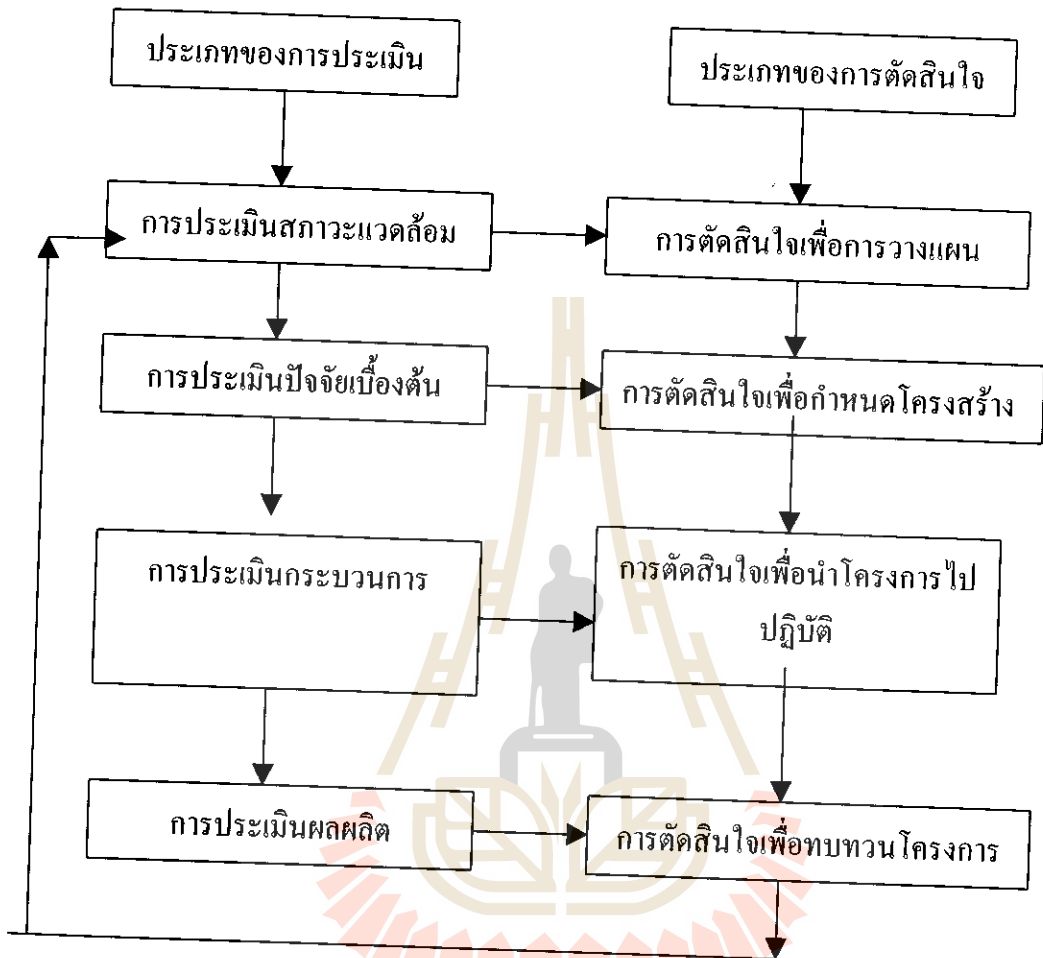 ประเภทของการประเมิน
ประเภทของการตัดสินใจ
การประเมินสภาวะแวดล้อม
การตัดสินใจเพื่อการวางแผน
การประเมินปัจจัยเบื้องต้น
การตัดสินใจเพื่อกำหนดโครงสร้าง
การประเมินกระบวนการ
การตัดสินใจเพื่อนำโครงการไป
ปฏิบัติ
การประเมินผลผลิต
การตัดสินใจเพื่อทบทวนโครงการ